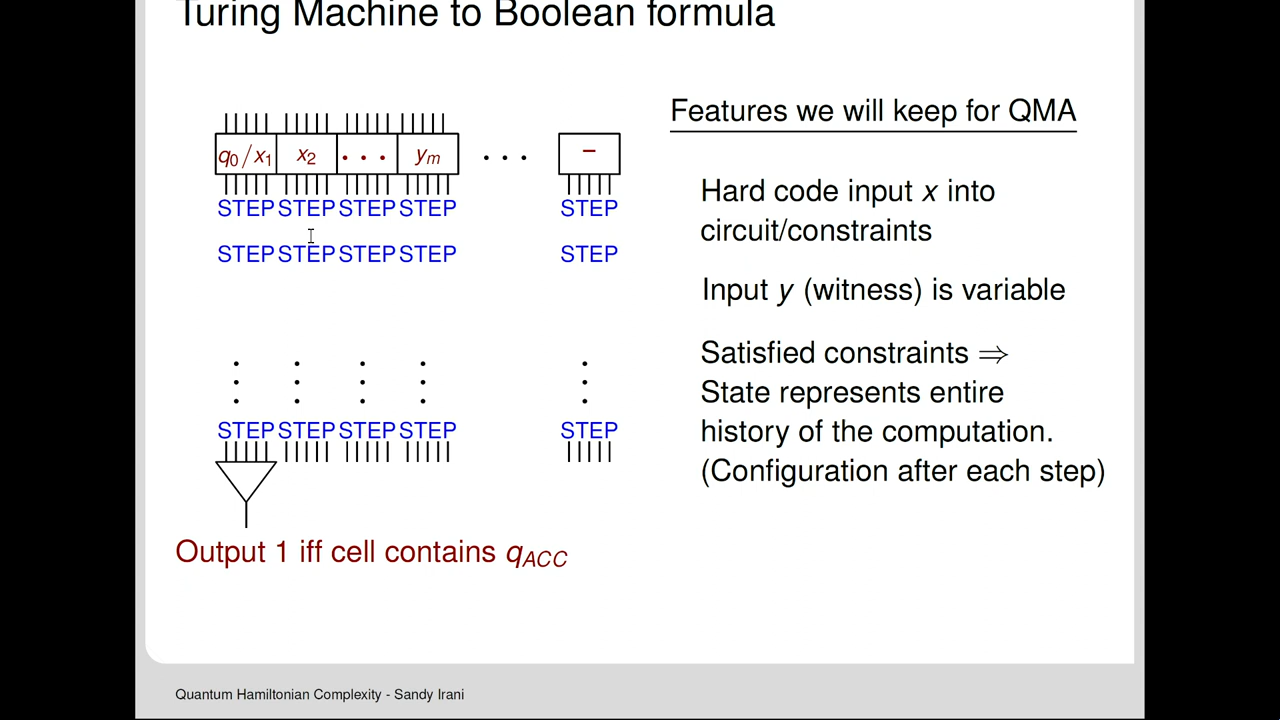 Turing Machine to Boolean formula
q0/x1 x2 • • • ym • • • –
STEP STEP STEP STEP STEP
STEP STEP STEP STEP STEP
STEP STEP STEP STEP STEP
Output 1 iff cell contains qACC
Features we will keep for QMA
Hard code input x into
circuit/constraints
Input y (witness) is variable
Satisfied constraints ⇒
State represents entire
history of the computation.
(Configuration after each step)
Quantum Hamiltonian Complexity - Sandy Irani